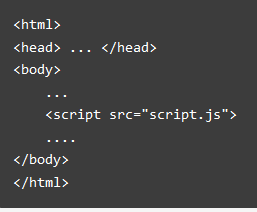 <html>
<head> ... </head>
<body>
    ...
    <script src="script.js">
    ....
</body>
</html>